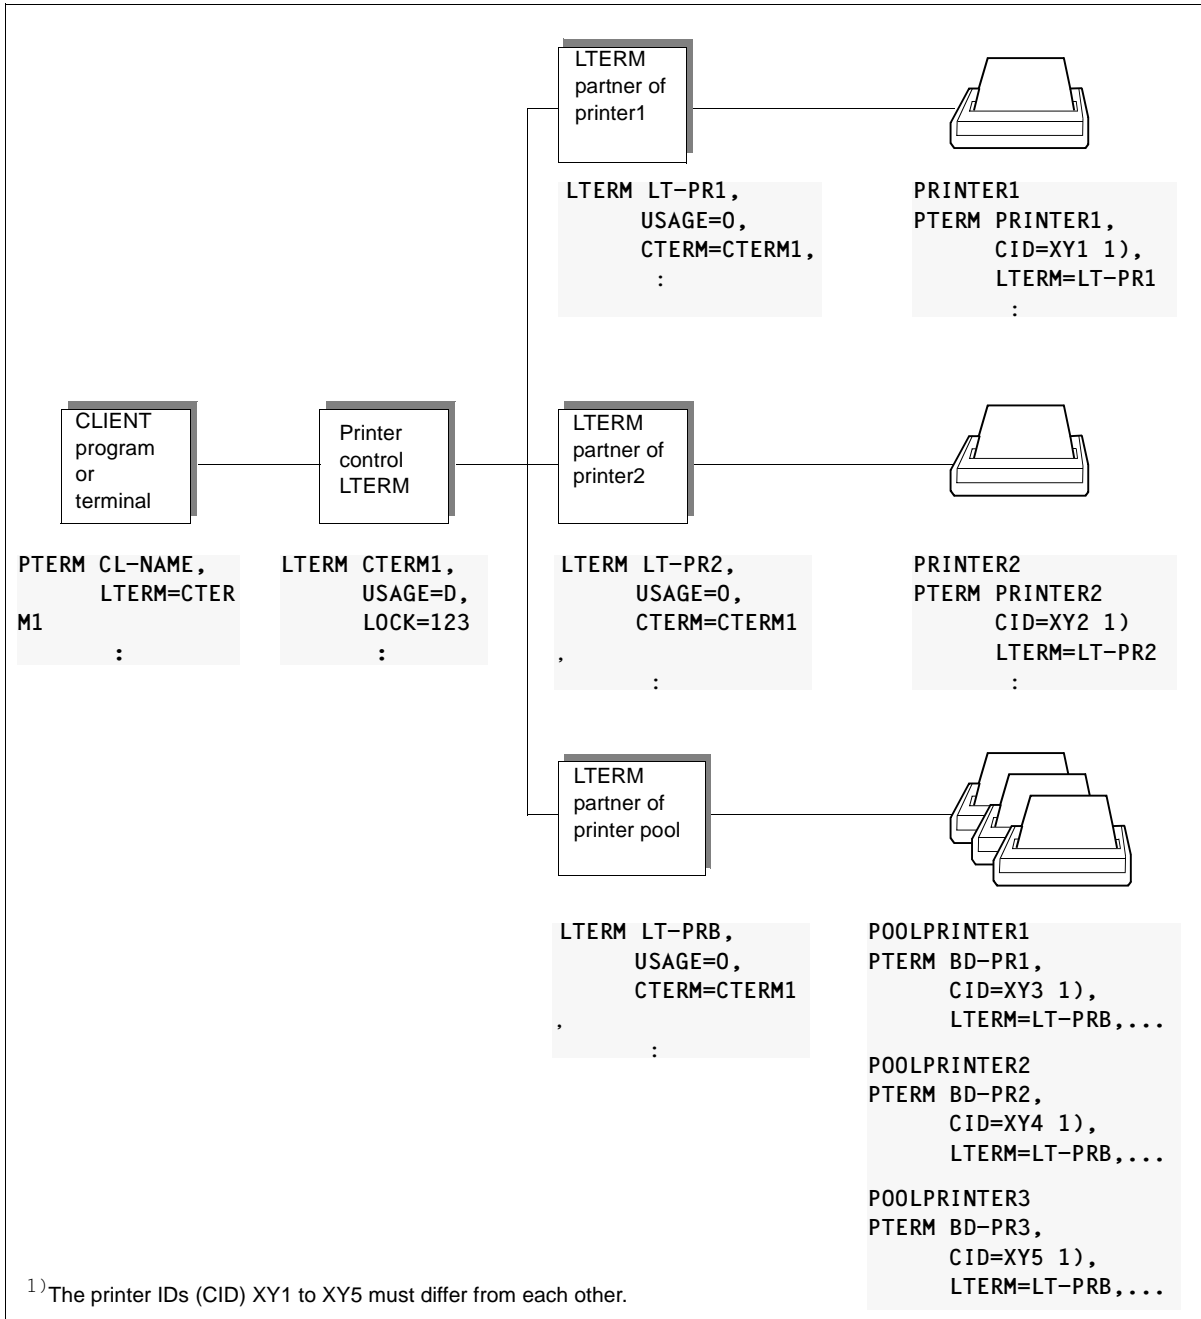 LTERM
partner of
printer1
LTERM LT-PR1,
USAGE=O,
CTERM=CTERM1,
:
PRINTER1
PTERM PRINTER1,
CID=XY1 1),
LTERM=LT-PR1
:
CLIENT
program
or
terminal
PTERM CL-NAME,
LTERM=CTER
M1
:
Printer
control
LTERM
LTERM CTERM1,
USAGE=D,
LOCK=123
:
LTERM
partner of
printer2
LTERM LT-PR2,
USAGE=O,
CTERM=CTERM1
,
:
PRINTER2
PTERM PRINTER2
CID=XY2 1)
LTERM=LT-PR2
:
LTERM
partner of
printer pool
LTERM LT-PRB,
USAGE=O,
CTERM=CTERM1
,
:
POOLPRINTER1
PTERM BD-PR1,
CID=XY3 1),
LTERM=LT-PRB,...
POOLPRINTER2
PTERM BD-PR2,
CID=XY4 1),
LTERM=LT-PRB,...
POOLPRINTER3
PTERM BD-PR3,
CID=XY5 1),
LTERM=LT-PRB,...
1) The printer IDs (CID) XY1 to XY5 must differ from each other.